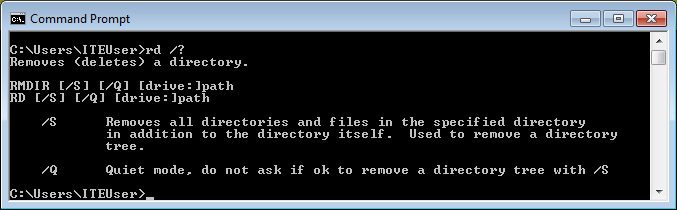 Command Prompt
C:\Users\ITEUser>rd /?
Removes (deletes) a directory.
RMDIR [/S] [/Q] [drive:]path
RD [/S] [/Q] [drive:]path
/S Removes all directories and files in the specified directory
in addition to the directory itself. Used to remove a directory
tree.
/Q Quiet mode, do not ask if ok to remove a directory tree with /S
C:\Users\ITEUser>_